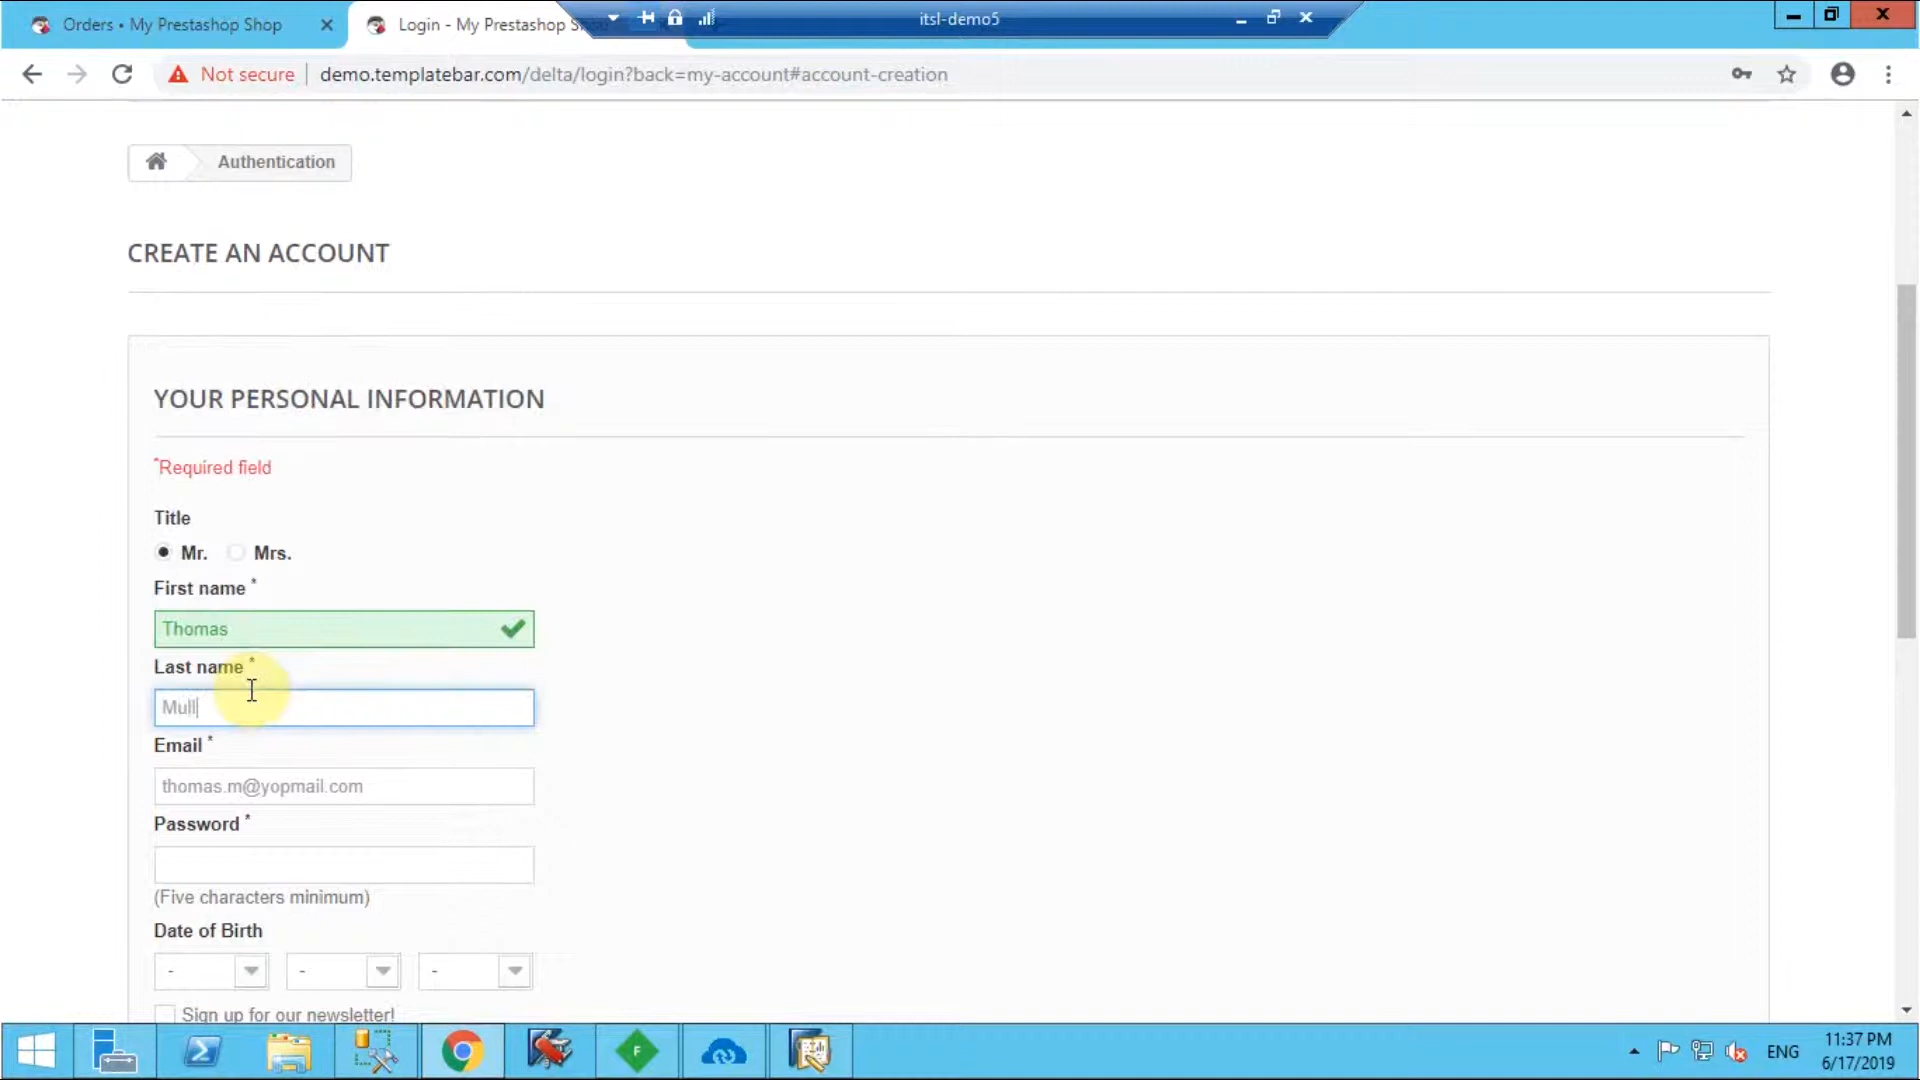 Orders • My Prestashop Shop
Login - My Prestashop
itsl-demo5
Not secure
demo.templatebar.com/delta/login?back=my-account#account-creation
Authentication
CREATE AN ACCOUNT
YOUR PERSONAL INFORMATION
*Required field
Title
Mr.
Mrs.
First name *
Thomas
Last name *
Mull
Email *
thomas.m@yopmail.com
Password *
(Five characters minimum)
Date of Birth
-
-
-
Sign up for our newsletter!
F
ENG
11:37 PM
6/17/2019